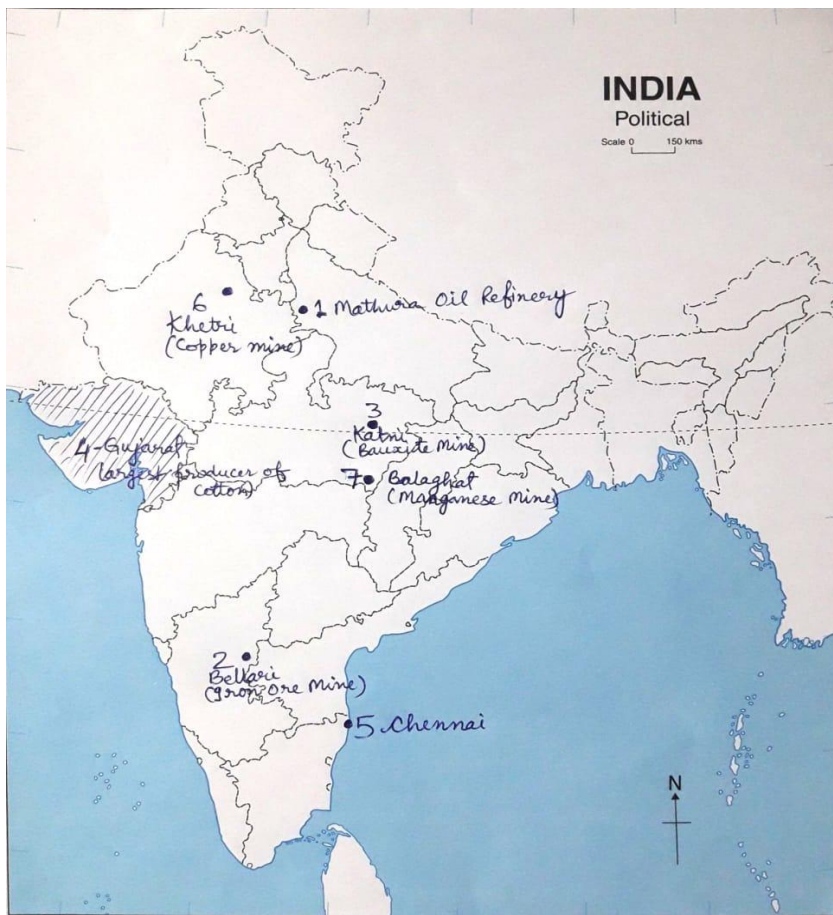 INDIA
Political
Scale 0 150 kms
6
Khetri
(Copper mine)
1 Mathura Oil Refinery
3
Katni
(Bauxite Mine)
4-Gujarat
largest producer of
cotton)
7 Balaghat
(Manganese Mine)
2
Bellari
(Iron Ore Mine)
5. Chennai
N